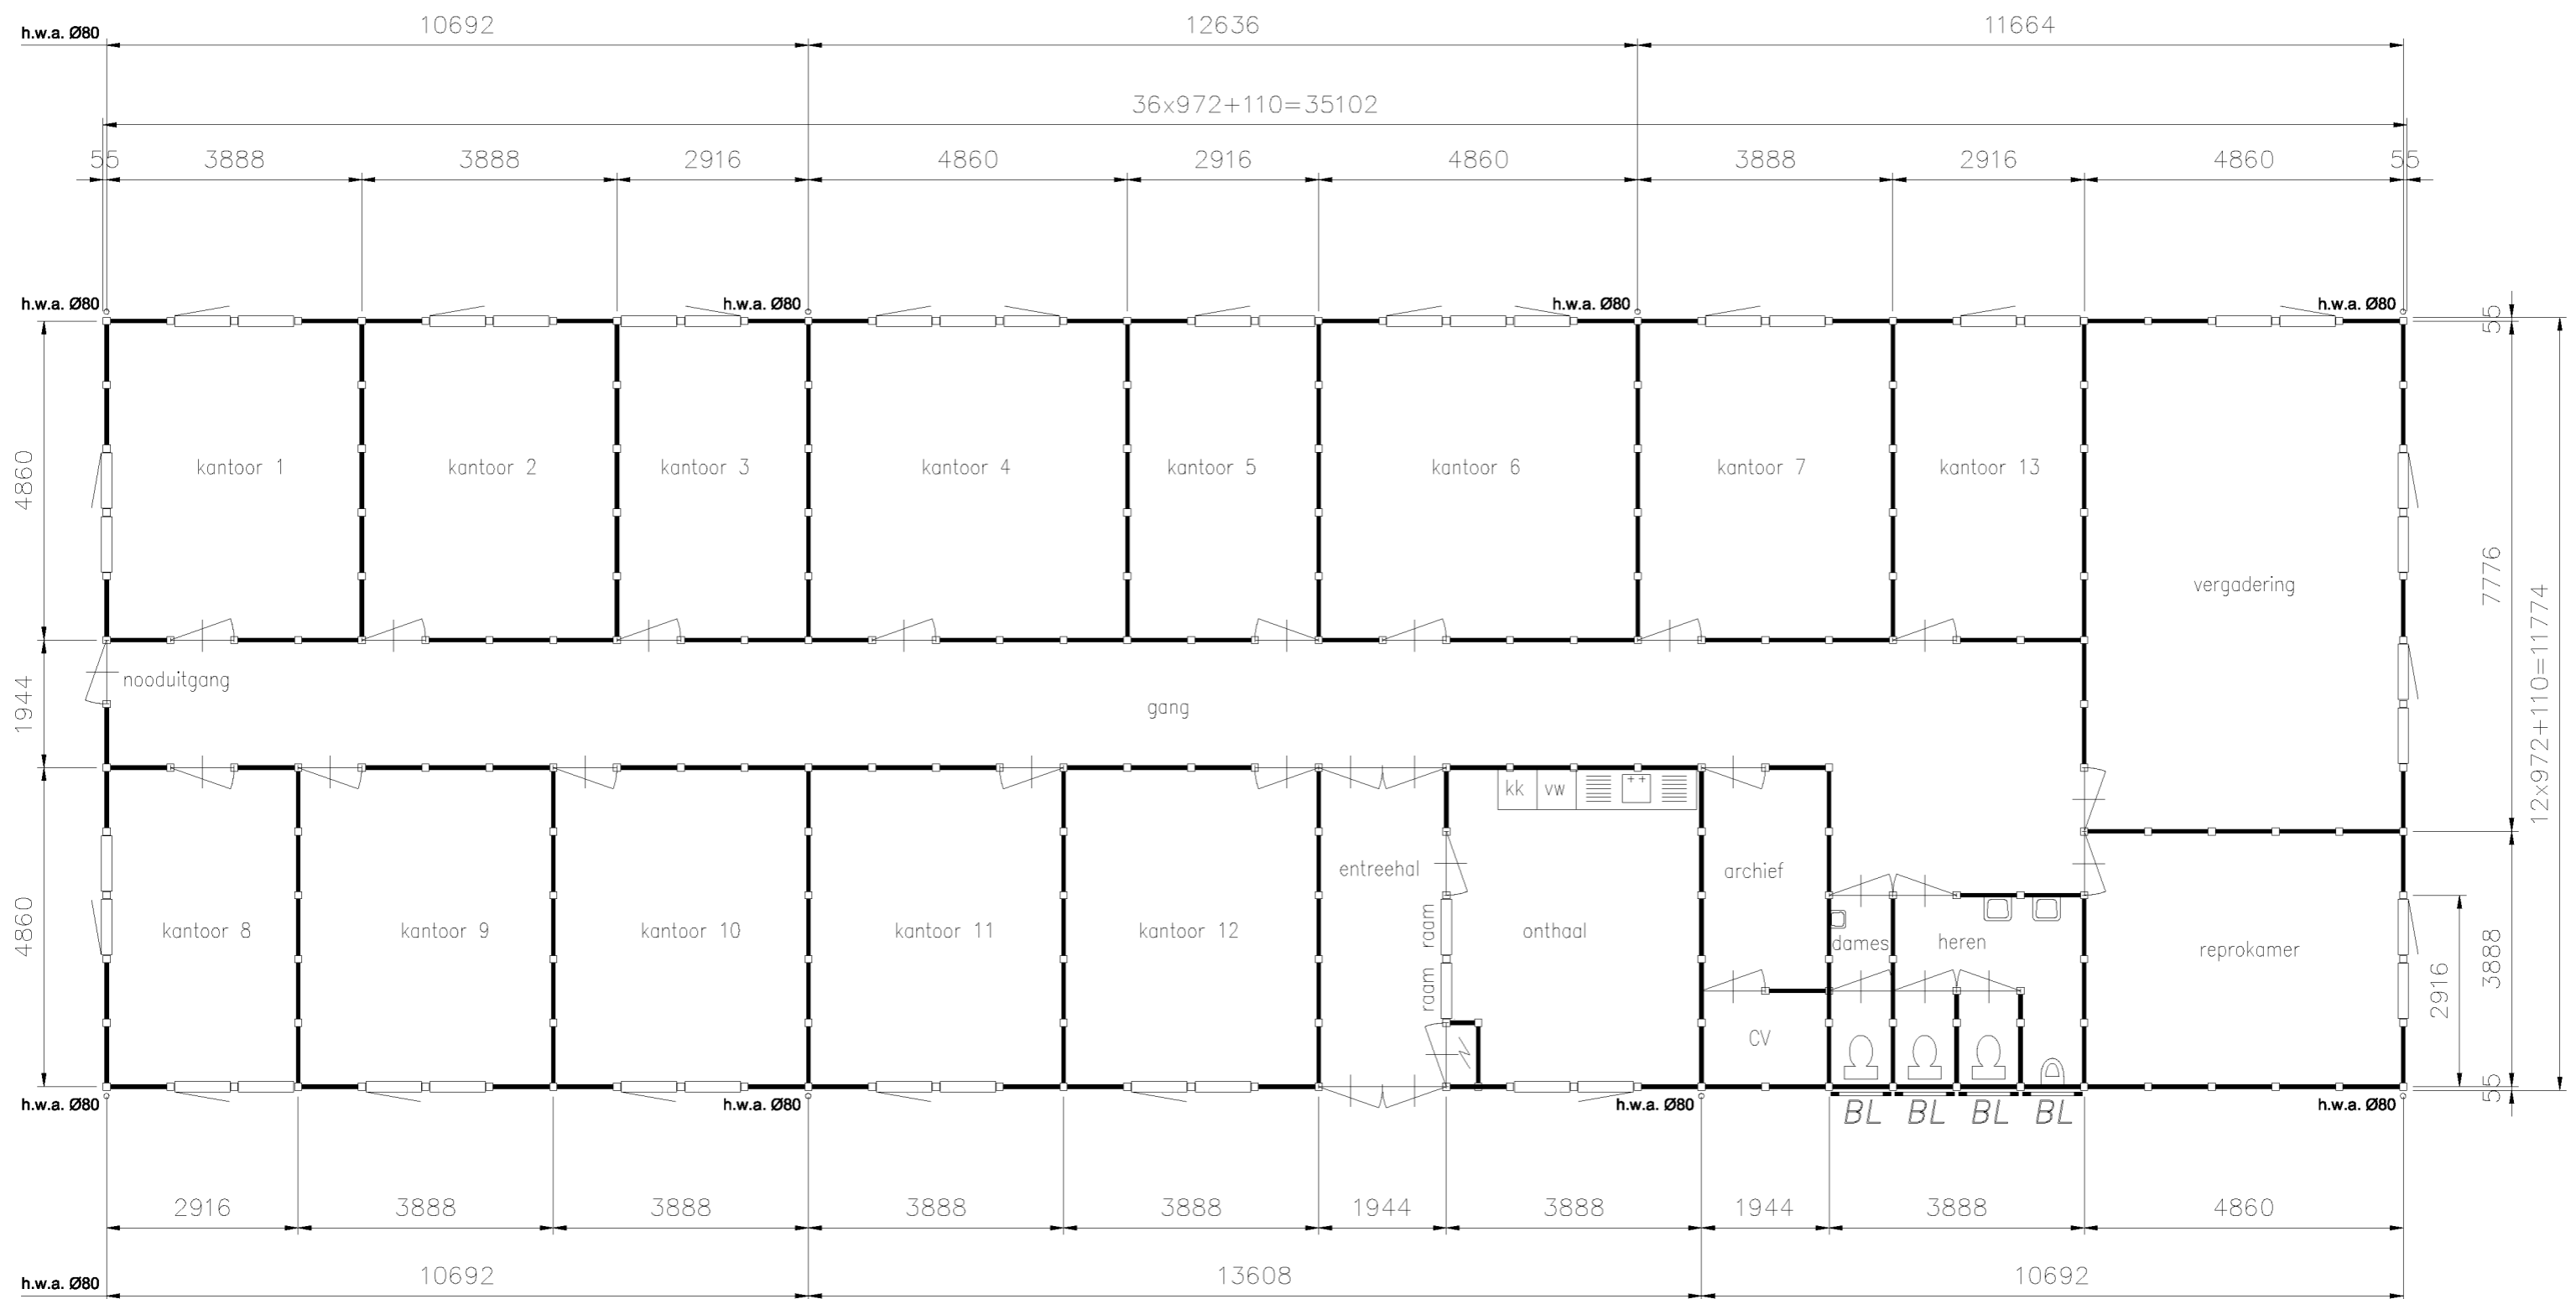 h.w.a. Ø80 10692 12636 11664
36x972+110=35102
55 3888 3888 2916 4860 2916 4860 3888 2916 4860 55
h.w.a. Ø80 h.w.a. Ø80 h.w.a. Ø80 h.w.a. Ø80
55
4860 kantoor 1 kantoor 2 kantoor 3 kantoor 4 kantoor 5 kantoor 6 kantoor 7 kantoor 13
vergadering 7776
12x972+110=11774
1944 nooduitgang
gang
kk vw
entreehal archief
4860 kantoor 8 kantoor 9 kantoor 10 kantoor 11 kantoor 12 raam onthaal dames heren reprokamer 3888
raam 2916
CV
55
h.w.a. Ø80 h.w.a. Ø80 h.w.a. Ø80 BL BL BL BL h.w.a. Ø80
2916 3888 3888 3888 3888 1944 3888 1944 3888 4860
h.w.a. Ø80 10692 13608 10692